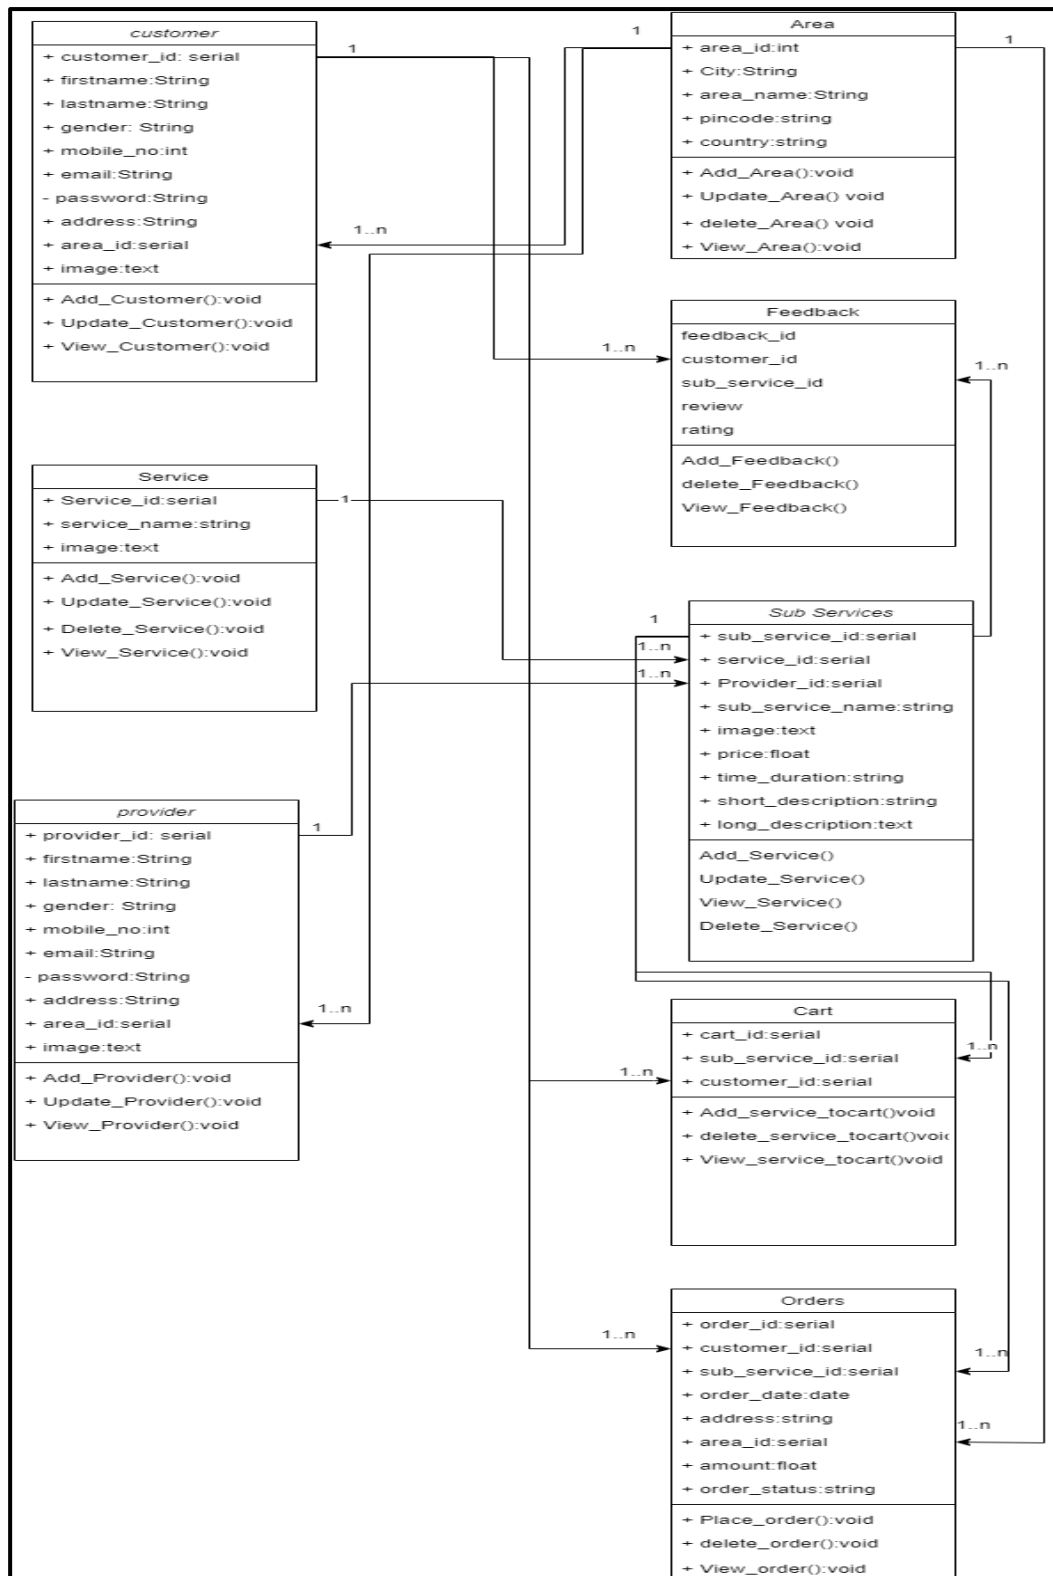 customer
+ customer_id: serial
+ firstname:String
+ lastname:String
+ gender: String
+ mobile_no:int
+ email:String
- password:String
+ address:String
+ area_id:serial
+ image:text
+ Add_Customer():void
+ Update_Customer():void
+ View_Customer():void
1
1..n
1
1
Area
+ area_id:int
+ City:String
+ area_name:String
+ pincode:string
+ country:string
+ Add_Area():void
+ Update_Area() void
+ delete_Area() void
+ View_Area():void
1
Feedback
feedback_id
customer_id
sub_service_id
review
rating
Add_Feedback()
delete_Feedback()
View_Feedback()
1..n
1..n
Service
+ Service_id:serial
+ service_name:string
+ image:text
+ Add_Service():void
+ Update_Service():void
+ Delete_Service():void
+ View_Service():void
1
Sub Services
+ sub_service_id:serial
+ service_id:serial
+ Provider_id:serial
+ sub_service_name:string
+ image:text
+ price:float
+ time_duration:string
+ short_description:string
+ long_description:text
Add_Service()
Update_Service()
View_Service()
Delete_Service()
1
1..n
1..n
provider
+ provider_id: serial
+ firstname:String
+ lastname:String
+ gender: String
+ mobile_no:int
+ email:String
- password:String
+ address:String
+ area_id:serial
+ image:text
+ Add_Provider():void
+ Update_Provider():void
+ View_Provider():void
1
1..n
Cart
+ cart_id:serial
+ sub_service_id:serial
+ customer_id:serial
+ Add_service_tocart()void
+ delete_service_tocart()voi
+ View_service_tocart()void
1..n
1..n
Orders
+ order_id:serial
+ customer_id:serial
+ sub_service_id:serial
+ order_date:date
+ address:string
+ area_id:serial
+ amount:float
+ order_status:string
+ Place_order():void
+ delete_order():void
+ View_order():void
1..n
1..n
1..n